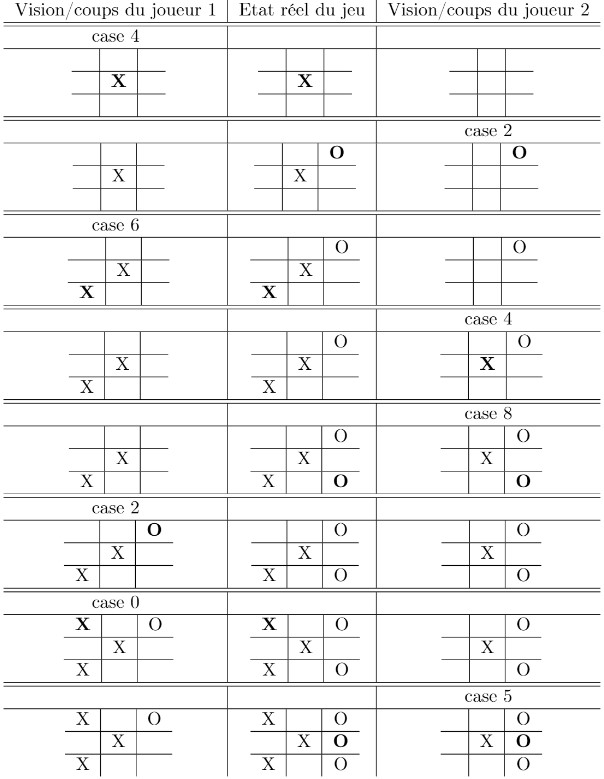 Vision/coups du joueur 1 Etat réel du jeu Vision/coups du joueur 2
case 4
X X
case 2
O O
X X
case 6
O O
X X
X X
case 4
O O
X X X
X X
case 8
O O
X X X
X X O O
case 2
O O O
X X X
X X O O
case 0
X O X O O
X X X
X X O O
case 5
X O X O O
X X O X O
X X O O